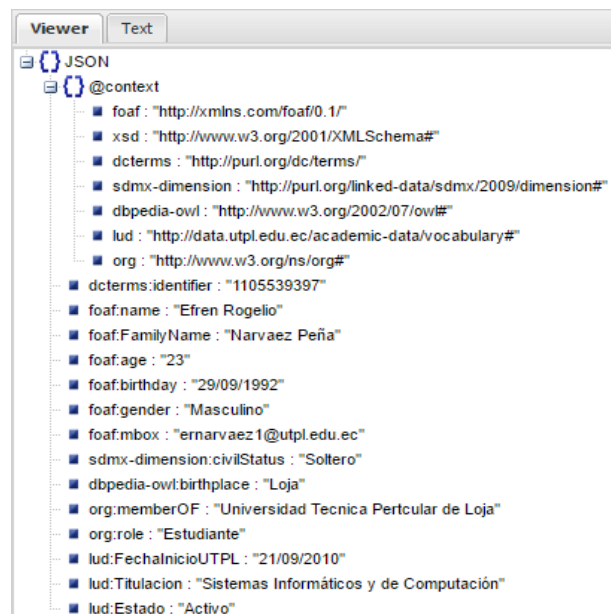 Viewer Text
JSON
@context
foaf : "http://xmlns.com/foaf/0.1/"
xsd : "http://www.w3.org/2001/XMLSchema#"
dcterms : "http://purl.org/dc/terms/"
sdmx-dimension : "http://purl.org/linked-data/sdmx/2009/dimension#"
dbpedia-owl : "http://www.w3.org/2002/07/owl#"
lud : "http://data.utpl.edu.ec/academic-data/vocabulary#"
org : "http://www.w3.org/ns/org#"
dcterms:identifier : "1105539397"
foaf:name : "Efren Rogelio"
foaf:FamilyName : "Narvaez Peña"
foaf:age : "23"
foaf:birthday : "29/09/1992"
foaf:gender : "Masculino"
foaf:mbox : "ernarvaez1@utpl.edu.ec"
sdmx-dimension:civilStatus : "Soltero"
dbpedia-owl:birthplace : "Loja"
org:memberOF : "Universidad Tecnica Pertcular de Loja"
org:role : "Estudiante"
lud:FechaInicioUTPL : "21/09/2010"
lud:Titulacion : "Sistemas Informáticos y de Computación"
lud:Estado : "Activo"